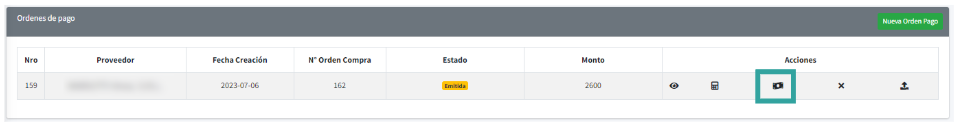 Ordenes de pago
Nueva Orden Pago
Nro Proveedor Fecha Creación N° Orden Compra Estado Monto Acciones
159 2023-07-06 162 Emitida 2600